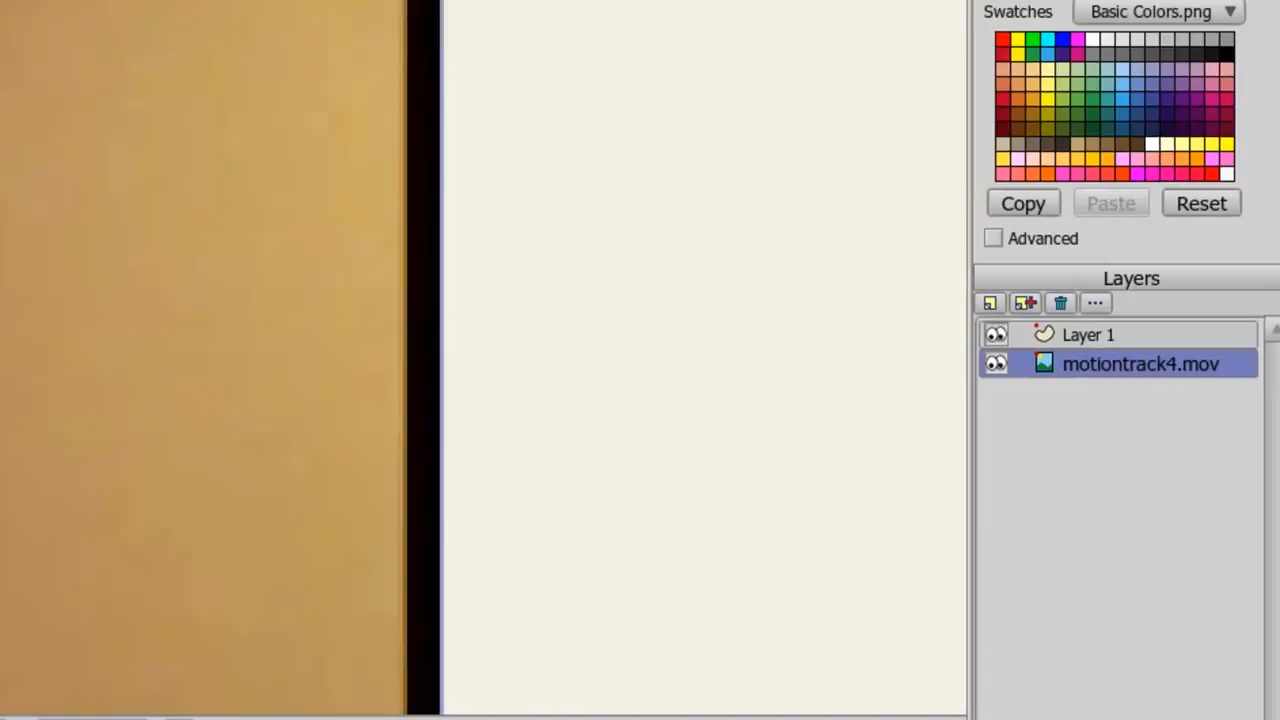 Swatches Basic Colors.png
Copy Paste Reset
Advanced
Layers
Layer 1
motiontrack4.mov